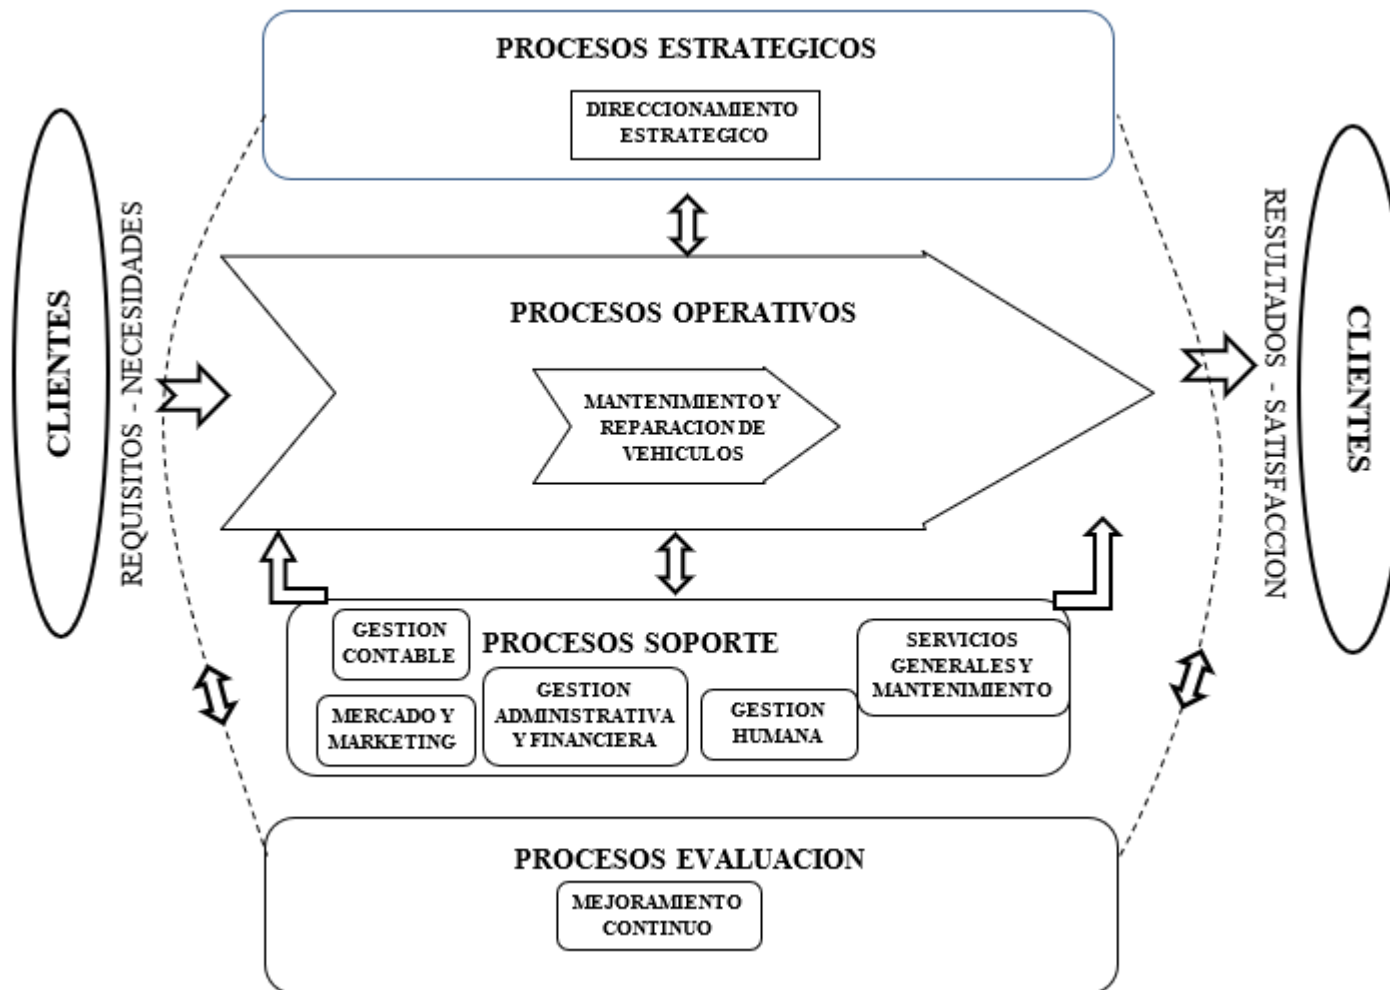 PROCESOS ESTRATEGICOS
DIRECCIONAMIENTO
ESTRATEGICO
CLIENTES
REQUISITOS - NECESIDADES
PROCESOS OPERATIVOS
MANTENIMIENTO Y
REPARACION DE
VEHICULOS
RESULTADOS - SATISFACCION
CLIENTES
PROCESOS SOPORTE
GESTION
CONTABLE
MERCADO Y
MARKETING
GESTION
ADMINISTRATIVA
Y FINANCIERA
GESTION
HUMANA
SERVICIOS
GENERALES Y
MANTENIMIENTO
PROCESOS EVALUACION
MEJORAMIENTO
CONTINUO